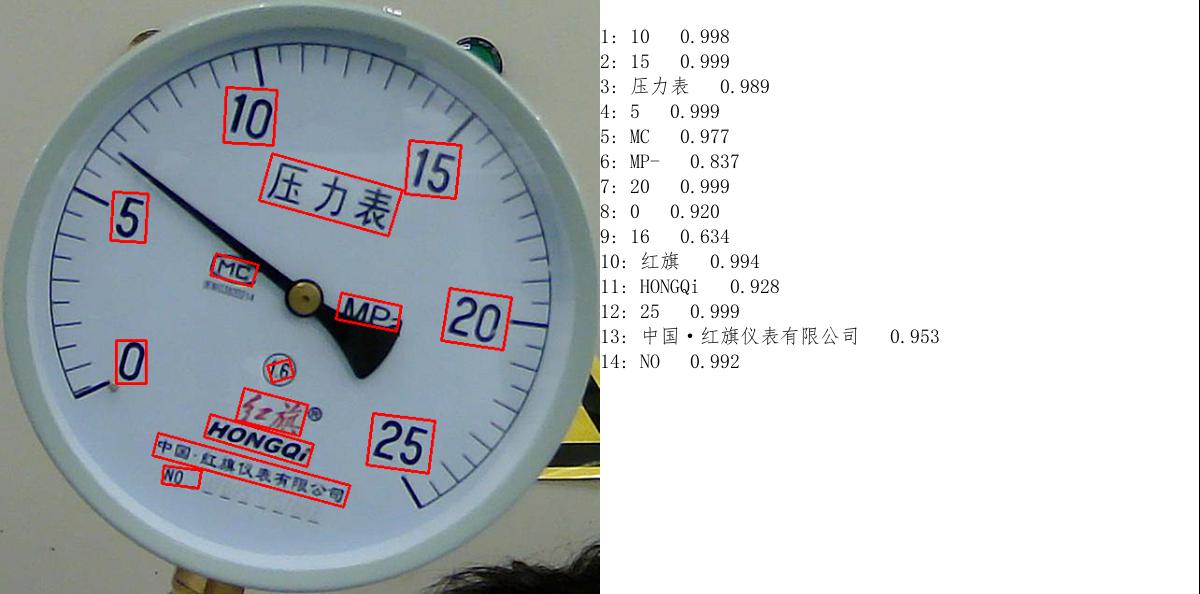 10
15
压力表
5
MC
MP
20
0
1.6
红旗®
HONGQi
25
中国·红旗仪表有限公司
NO
1: 10 0.998
2: 15 0.999
3: 压力表 0.989
4: 5 0.999
5: MC 0.977
6: MP- 0.837
7: 20 0.999
8: 0 0.920
9: 16 0.634
10: 红旗 0.994
11: HONGQi 0.928
12: 25 0.999
13: 中国·红旗仪表有限公司 0.953
14: NO 0.992